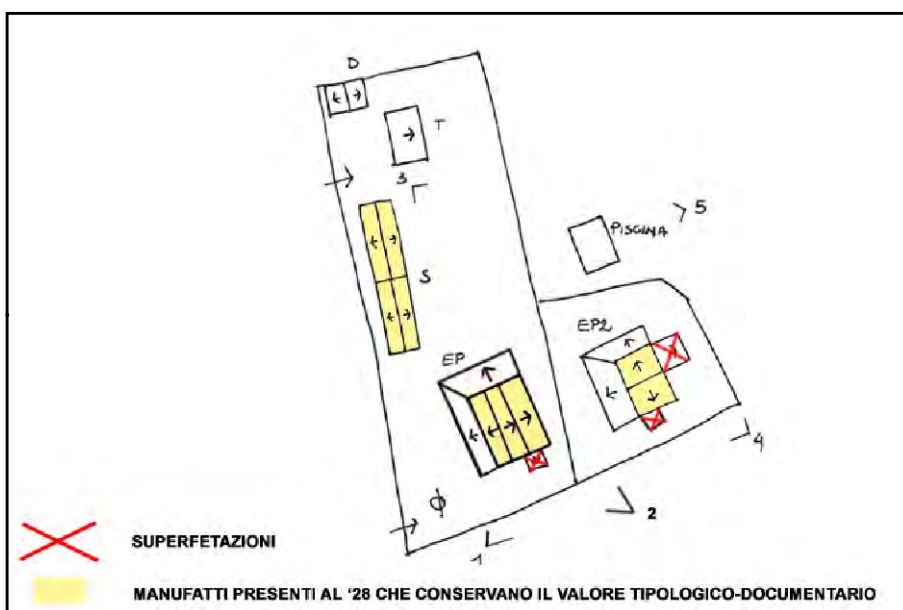 D
T
3
5
PISCINA
S
EP2
EP
4
2
1
SUPERFETAZIONI
MANUFATTI PRESENTI AL '28 CHE CONSERVANO IL VALORE TIPOLOGICO-DOCUMENTARIO